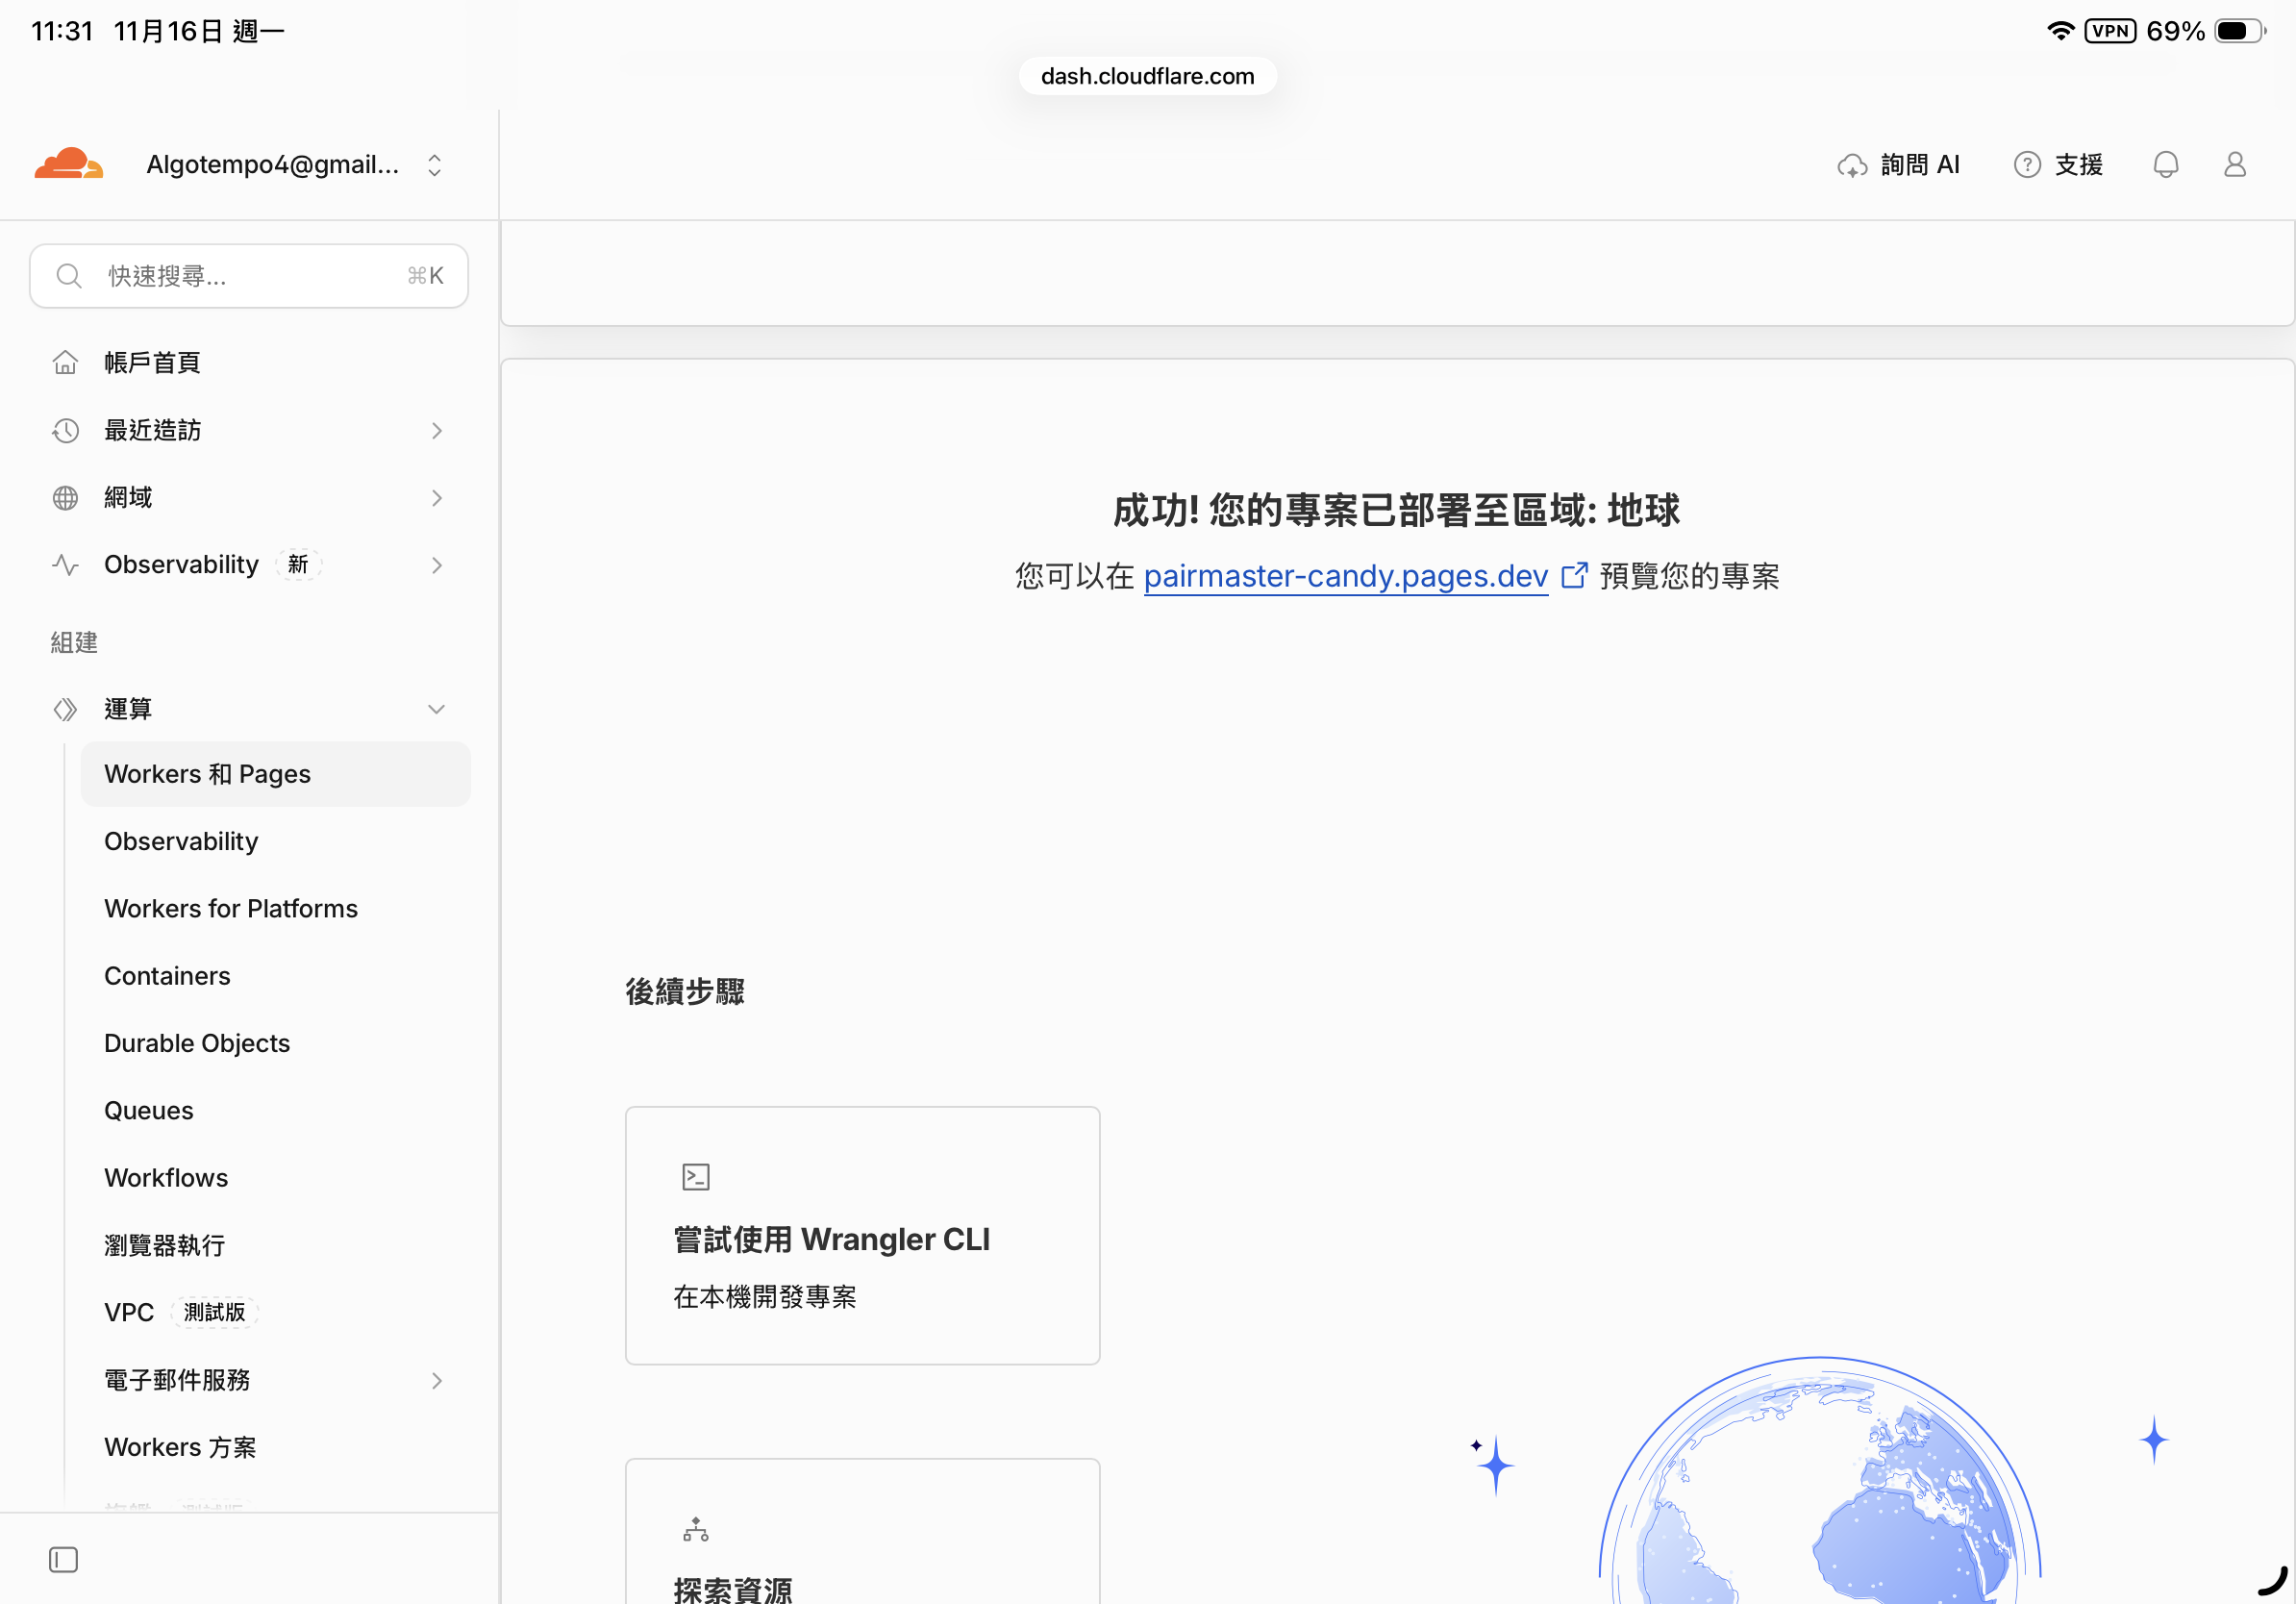 11:31 11月16日 週一
VPN 69%
dash.cloudflare.com
Algotempo4@gmail...
詢問 AI
支援
快速搜尋... ⌘K
帳戶首頁
最近造訪
網域
Observability 新
組建
運算
Workers 和 Pages
Observability
Workers for Platforms
Containers
Durable Objects
Queues
Workflows
瀏覽器執行
VPC 測試版
電子郵件服務
Workers 方案
成功! 您的專案已部署至區域: 地球
您可以在 pairmaster-candy.pages.dev 預覽您的專案
後續步驟
嘗試使用 Wrangler CLI
在本機開發專案
探索資源